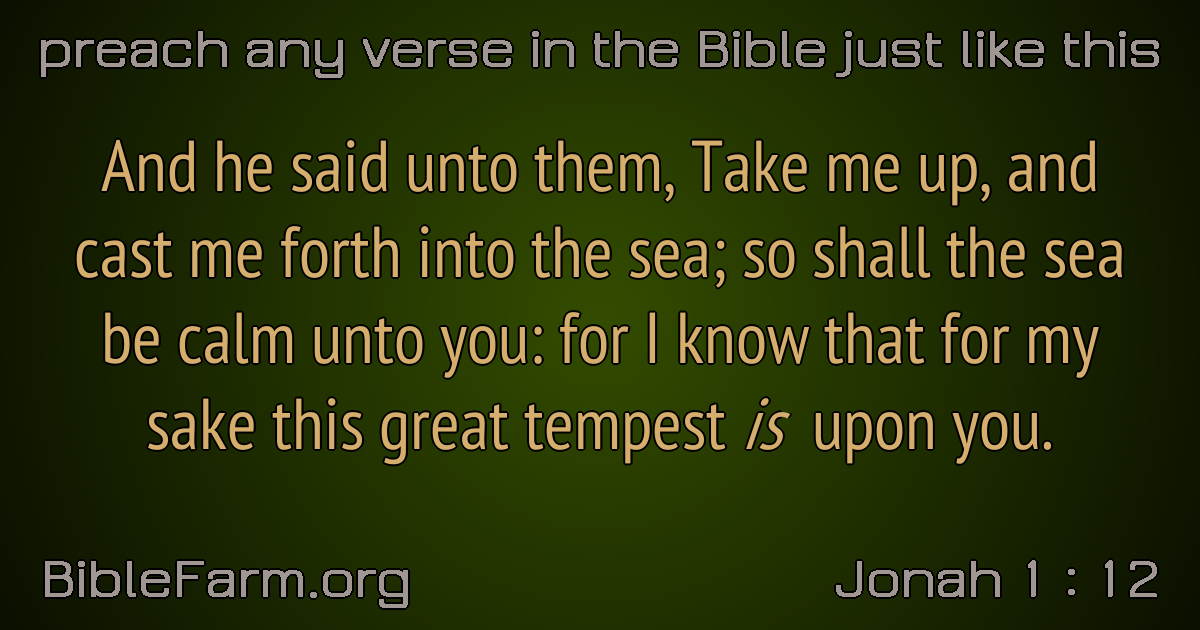 preach any verse in the Bible just like this
And he said unto them, Take me up, and
cast me forth into the sea; so shall the sea
be calm unto you: for I know that for my
sake this great tempest is upon you.
BibleFarm.org
Jonah 1 : 12